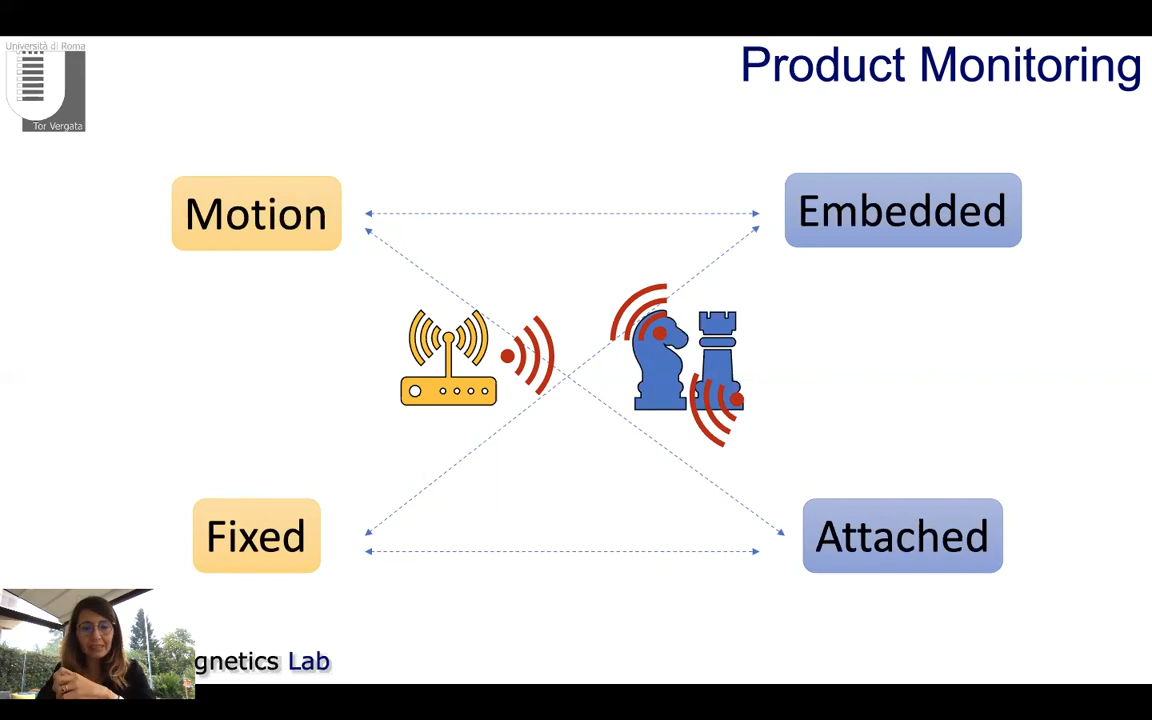 Università di Roma
Tor Vergata
Product Monitoring
Motion
Embedded
Fixed
Attached
gnetics Lab